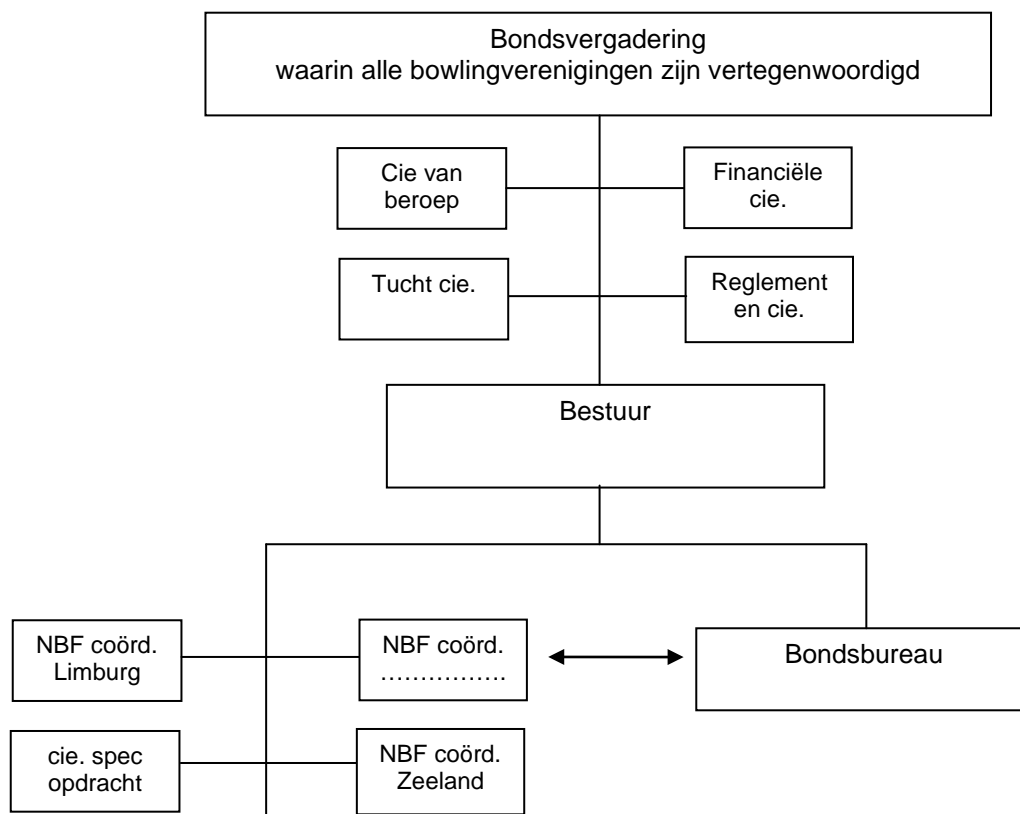 Bondsvergadering
waarin alle bowlingverenigingen zijn vertegenwoordigd
Cie van
beroep
Financiële
cie.
Tucht cie.
Reglement
en cie.
Bestuur
NBF coörd.
Limburg
NBF coörd.
…………….
Bondsbureau
cie. spec
opdracht
NBF coörd.
Zeeland